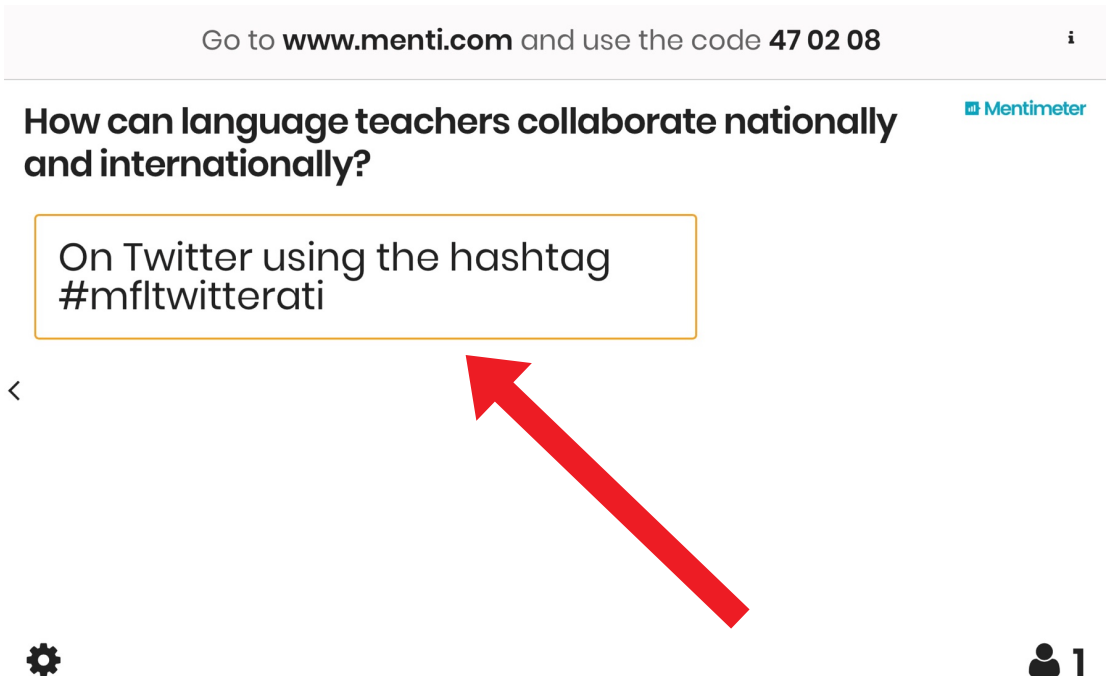 Go to www.menti.com and use the code 47 02 08
i
Mentimeter
How can language teachers collaborate nationally
and internationally?
On Twitter using the hashtag
#mfltwitterati
1